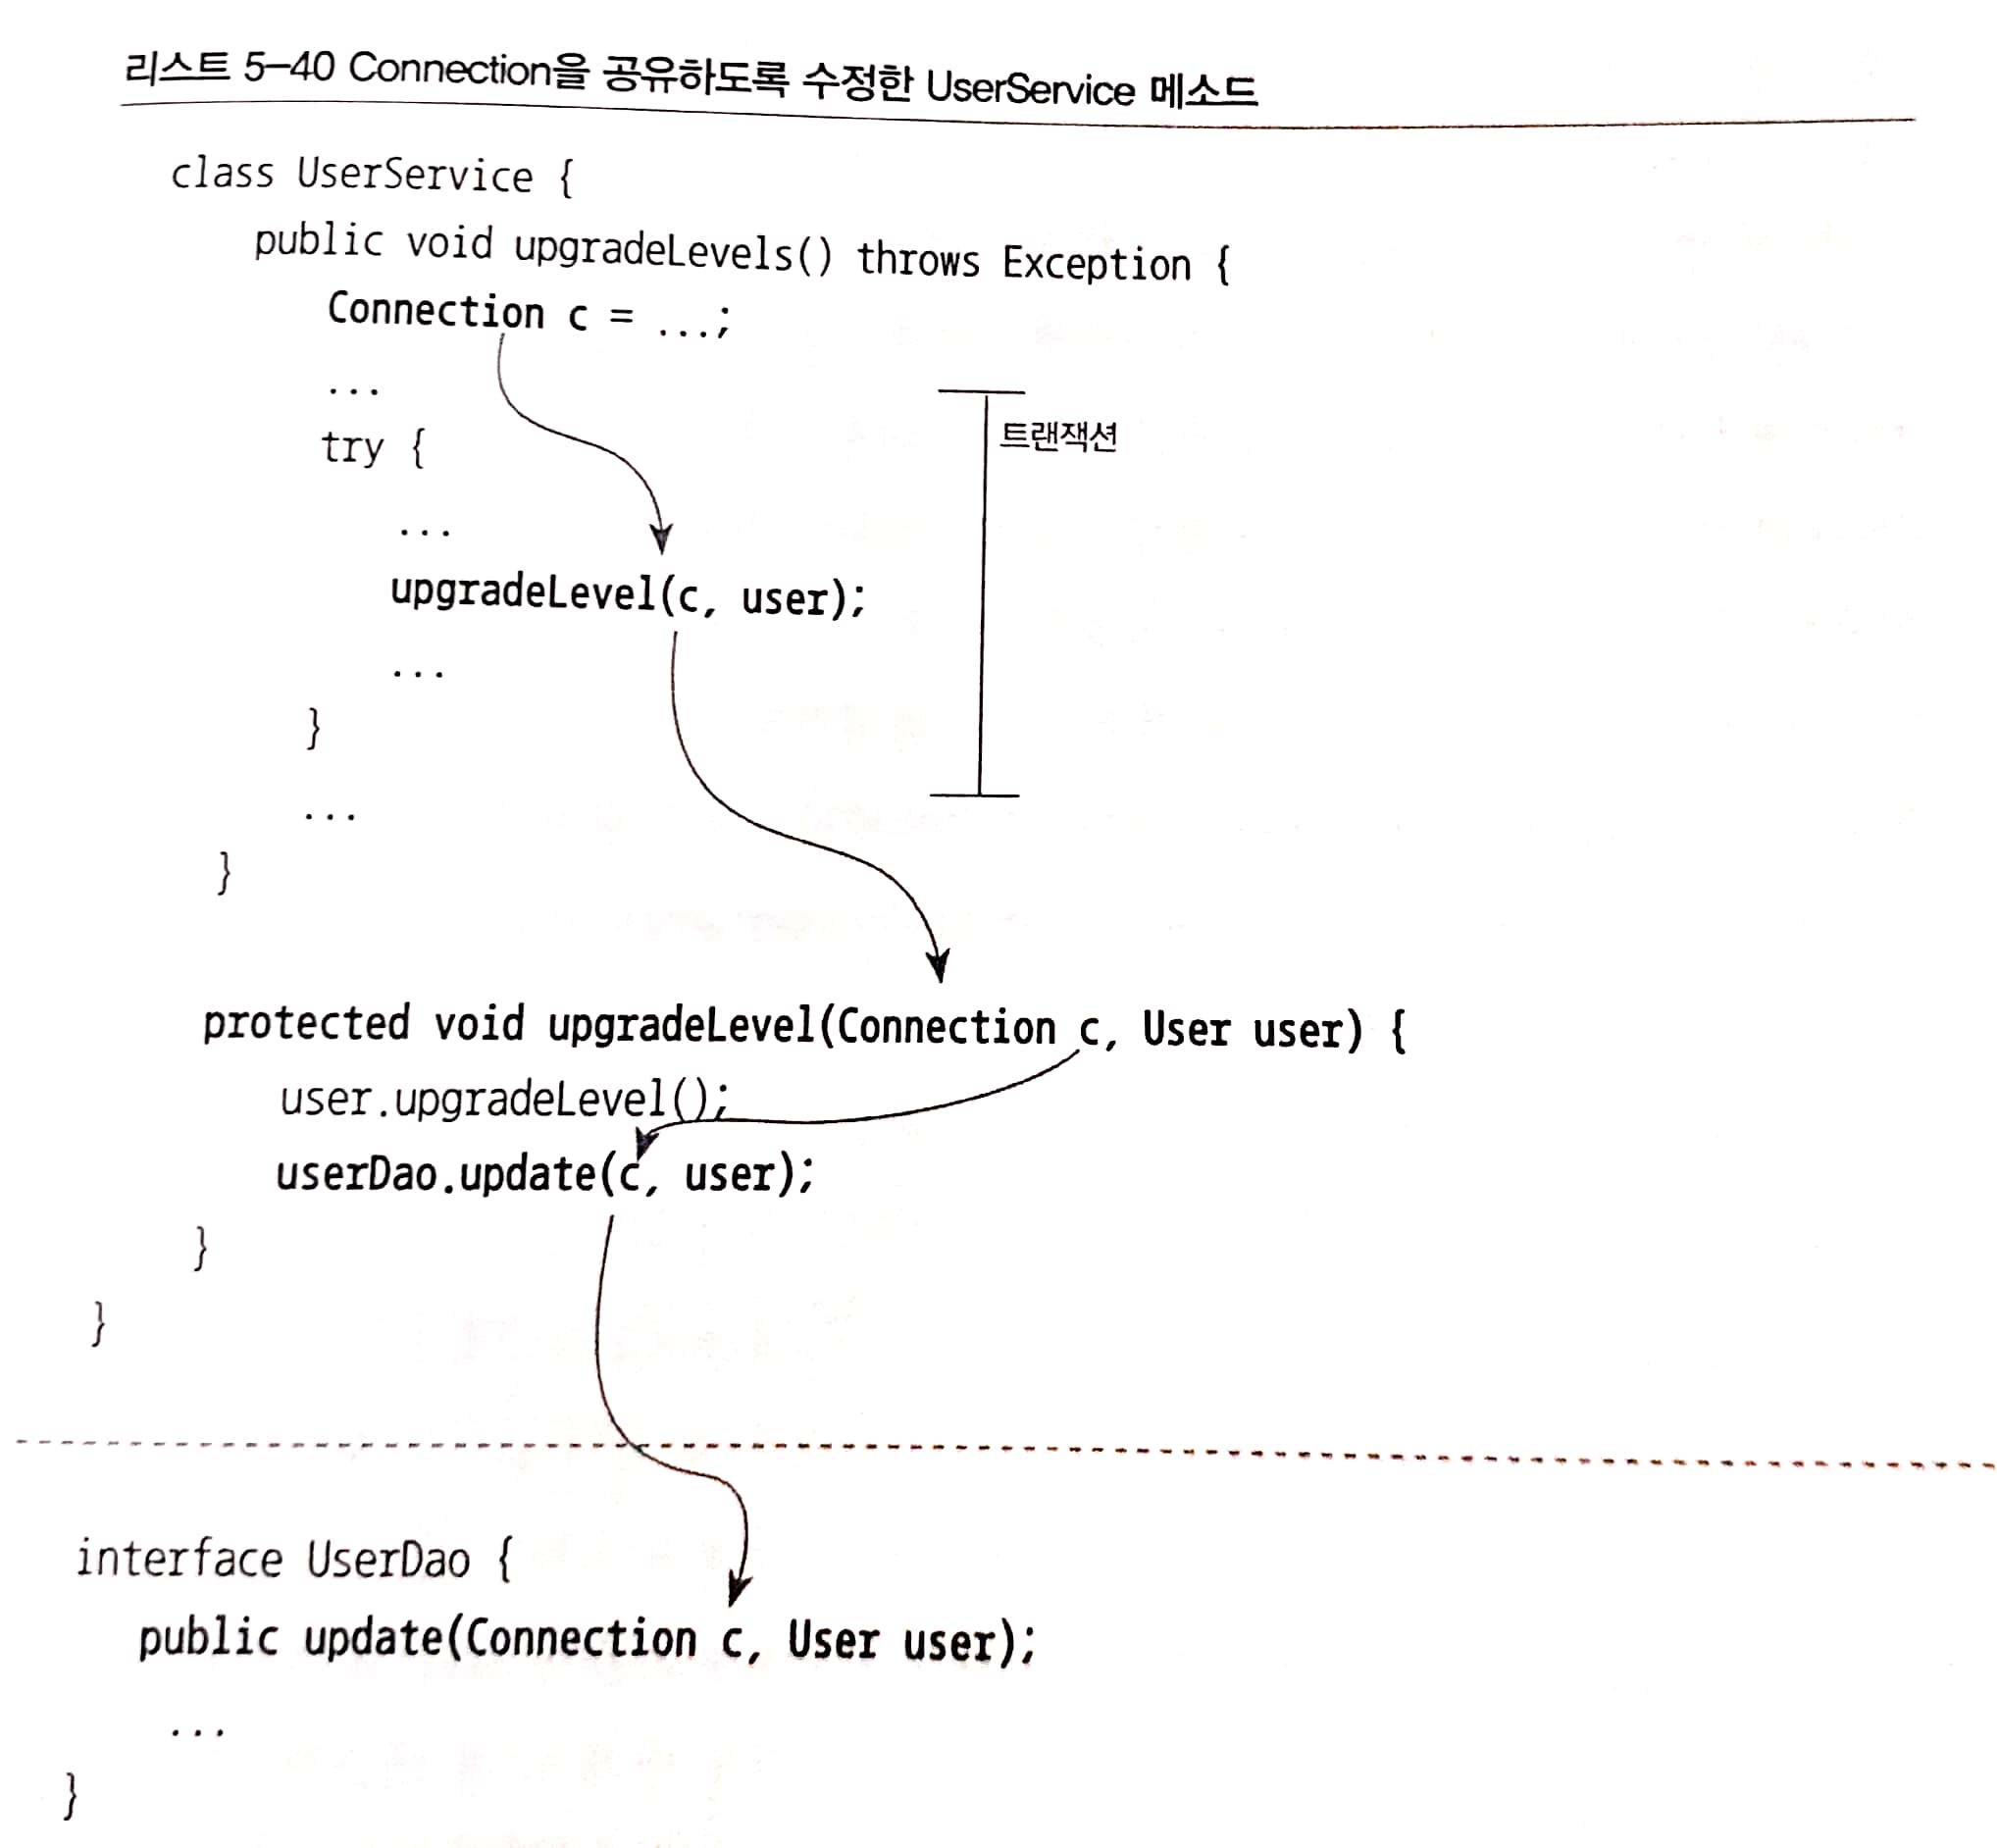 리스트 5-40 Connection을 공유하도록 수정한 UserService 메소드
class UserService {
public void upgradeLevels() throws Exception {
Connection c = ...;
...
try {
트랜잭션
...
upgradeLevel(c, user);
...
}
...
}
protected void upgradeLevel(Connection c, User user) {
user.upgradeLevel();
userDao.update(c, user);
}
}
interface UserDao {
public update(Connection c, User user);
...
}